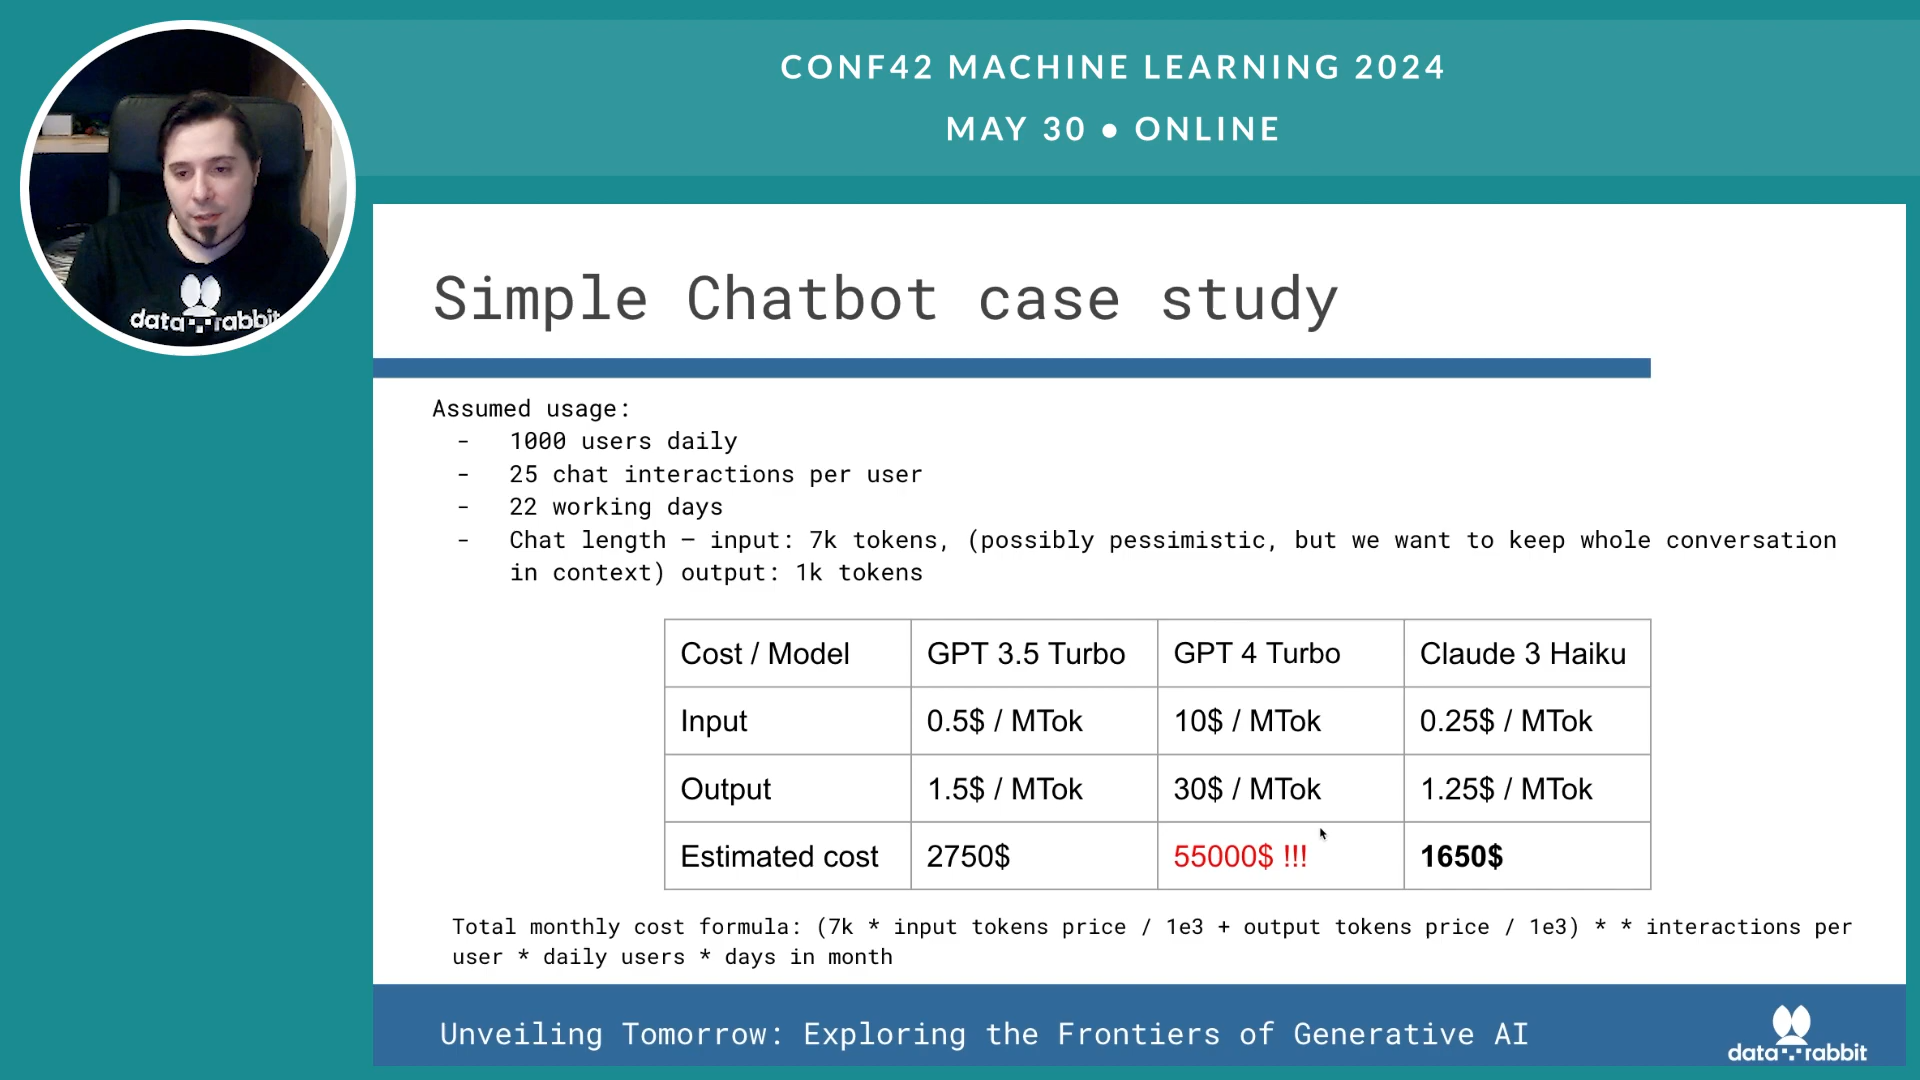 CONF42 MACHINE LEARNING 2024
MAY 30 ● ONLINE
data rabbit
Simple Chatbot case study
Assumed usage:
- 1000 users daily
- 25 chat interactions per user
- 22 working days
- Chat length – input: 7k tokens, (possibly pessimistic, but we want to keep whole conversation
in context) output: 1k tokens
Cost / Model GPT 3.5 Turbo GPT 4 Turbo Claude 3 Haiku
Input 0.5$ / MTok 10$ / MTok 0.25$ / MTok
Output 1.5$ / MTok 30$ / MTok 1.25$ / MTok
Estimated cost 2750$ 55000$ !!! 1650$
Total monthly cost formula: (7k * input tokens price / 1e3 + output tokens price / 1e3) * * interactions per
user * daily users * days in month
Unveiling Tomorrow: Exploring the Frontiers of Generative AI
data rabbit